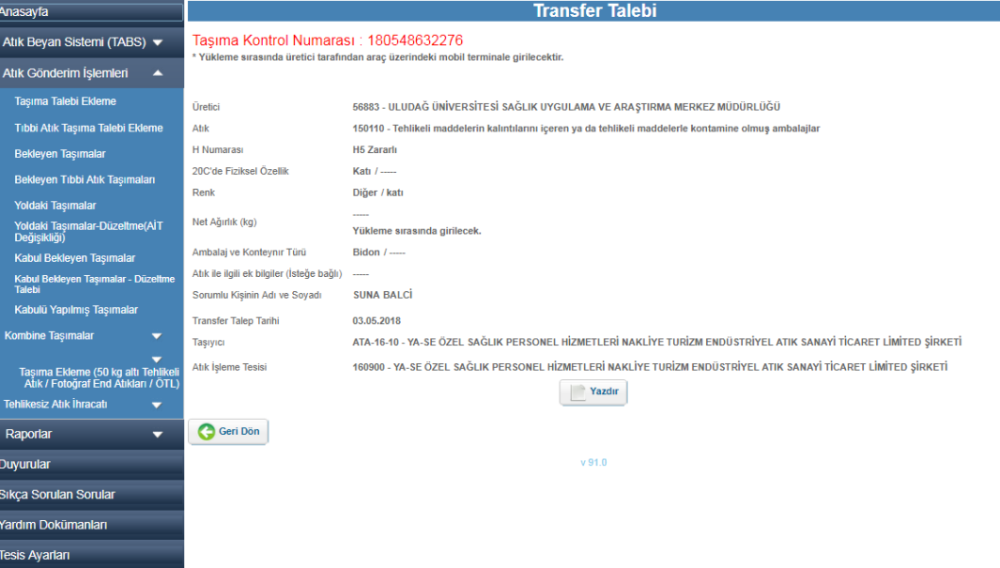 Anasayfa
Atık Beyan Sistemi (TABS)
Atık Gönderim İşlemleri
Taşıma Talebi Ekleme
Tıbbi Atık Taşıma Talebi Ekleme
Bekleyen Taşımalar
Bekleyen Tıbbi Atık Taşımaları
Yoldaki Taşımalar
Yoldaki Taşımalar-Düzeltme(AİT
Değişikliği)
Kabul Bekleyen Taşımalar
Kabul Bekleyen Taşımalar - Düzeltme
Talebi
Kabulü Yapılmış Taşımalar
Kombine Taşımalar
Taşıma Ekleme (50 kg altı Tehlikeli
Atık / Fotoğraf End Atıkları / ÖTL)
Tehlikesiz Atık İhracatı
Raporlar
Duyurular
Sıkça Sorulan Sorular
Yardım Dokümanları
Tesis Ayarları
Transfer Talebi
Taşıma Kontrol Numarası : 180548632276
* Yükleme sırasında üretici tarafından araç üzerindeki mobil terminale girilecektir.
Üretici 56883 - ULUDAĞ ÜNİVERSİTESİ SAĞLIK UYGULAMA VE ARAŞTIRMA MERKEZ MÜDÜRLÜĞÜ
Atık 150110 - Tehlikeli maddelerin kalıntılarını içeren ya da tehlikeli maddelerle kontamine olmuş ambalajlar
H Numarası H5 Zararlı
20C'de Fiziksel Özellik Katı / -----
Renk Diğer / katı
Net Ağırlık (kg) -----
Yükleme sırasında girilecek.
Ambalaj ve Konteynır Türü Bidon / -----
Atık ile ilgili ek bilgiler (İsteğe bağlı) -----
Sorumlu Kişinin Adı ve Soyadı SUNA BALCİ
Transfer Talep Tarihi 03.05.2018
Taşıyıcı ATA-16-10 - YA-SE ÖZEL SAĞLIK PERSONEL HİZMETLERİ NAKLİYE TURİZM ENDÜSTRİYEL ATIK SANAYİ TİCARET LİMİTED ŞİRKETİ
Atık İşleme Tesisi 160900 - YA-SE ÖZEL SAĞLIK PERSONEL HİZMETLERİ NAKLİYE TURİZM ENDÜSTRİYEL ATIK SANAYİ TİCARET LİMİTED ŞİRKETİ
Yazdır
Geri Dön
v 91.0